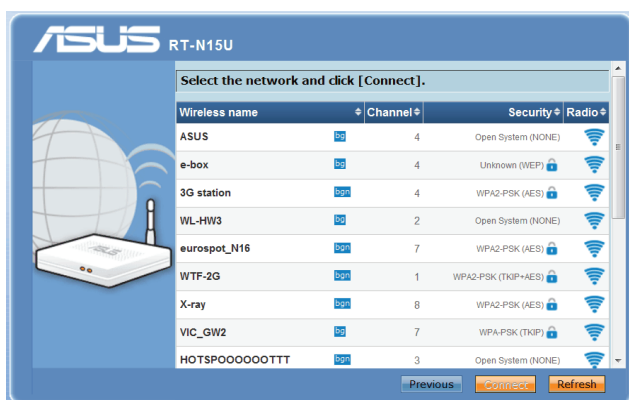 ASUS RT-N15U
Select the network and click [Connect].
Wireless name Channel Security Radio
ASUS bg 4 Open System (NONE)
e-box bg 4 Unknown (WEP)
3G station bgn 4 WPA2-PSK (AES)
WL-HW3 bg 2 Open System (NONE)
eurospot_N16 bgn 7 WPA2-PSK (AES)
WTF-2G bgn 1 WPA2-PSK (TKIP+AES)
X-ray bgn 8 WPA2-PSK (AES)
VIC_GW2 bg 7 WPA-PSK (TKIP)
HOTSPOOOOOOTTT bgn 3 Open System (NONE)
Previous Connect Refresh